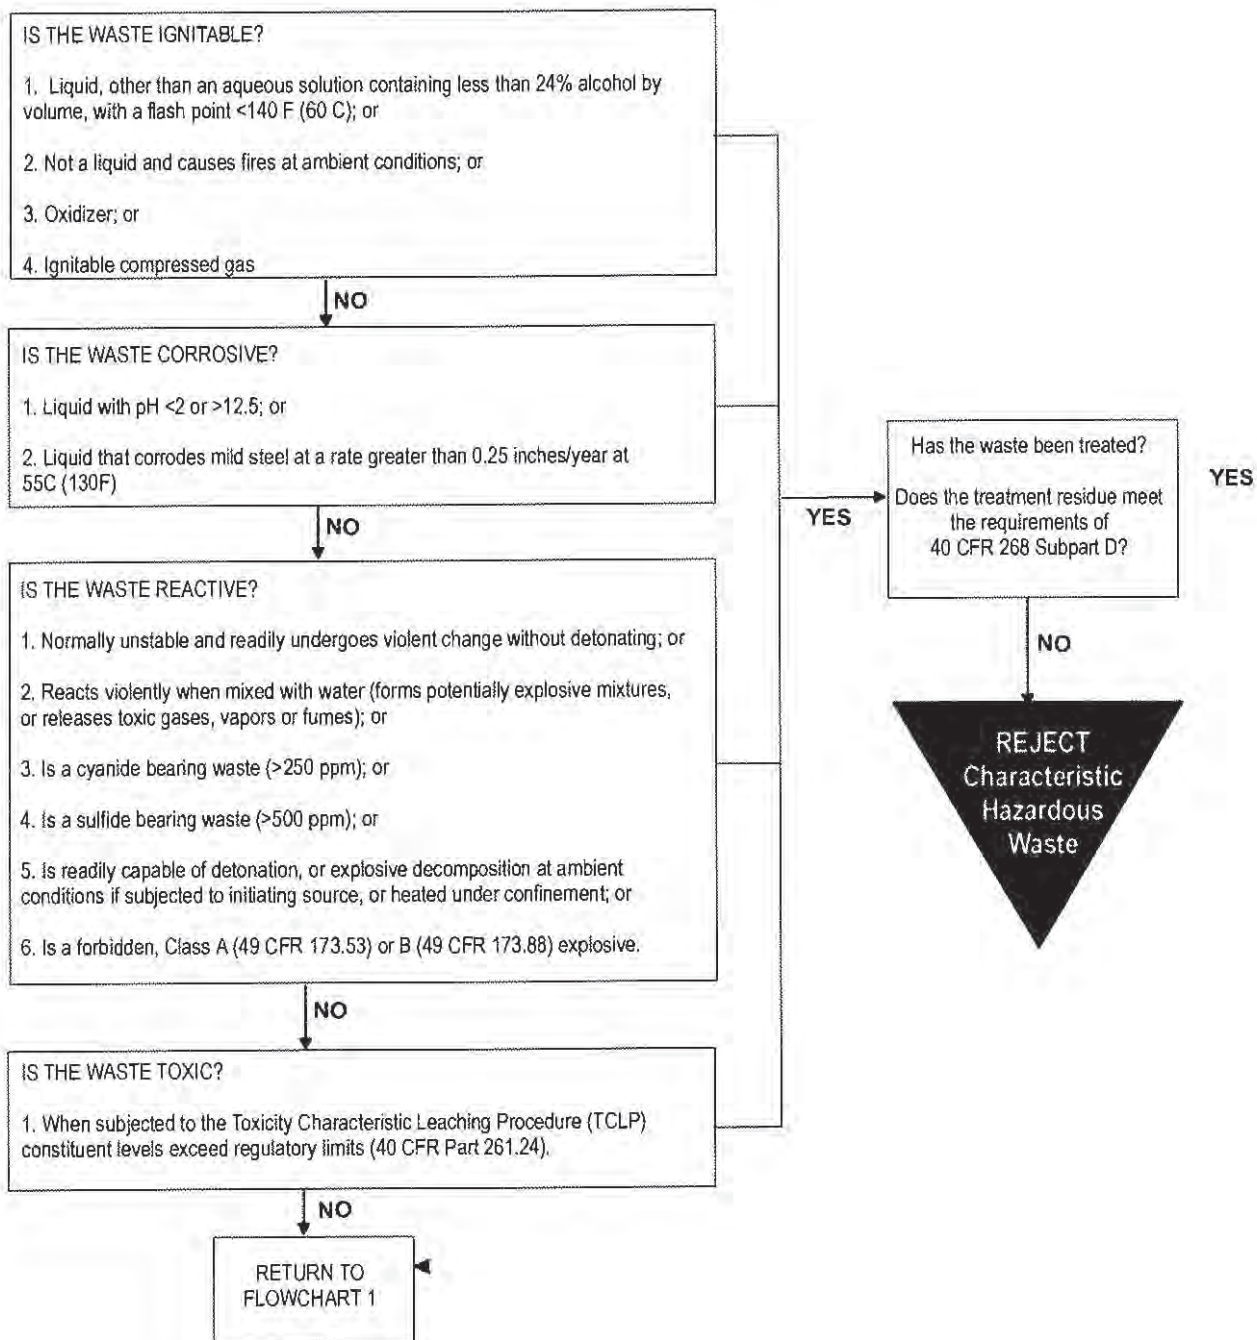 IS THE WASTE IGNITABLE?
1. Liquid, other than an aqueous solution containing less than 24% alcohol by
volume, with a flash point <140 F (60 C); or
2. Not a liquid and causes fires at ambient conditions; or
3. Oxidizer; or
4. Ignitable compressed gas
NO
IS THE WASTE CORROSIVE?
1. Liquid with pH <2 or >12.5; or
2. Liquid that corrodes mild steel at a rate greater than 0.25 inches/year at
55C (130F)
NO
IS THE WASTE REACTIVE?
1. Normally unstable and readily undergoes violent change without detonating; or
2. Reacts violently when mixed with water (forms potentially explosive mixtures,
or releases toxic gases, vapors or fumes); or
3. Is a cyanide bearing waste (>250 ppm); or
4. Is a sulfide bearing waste (>500 ppm); or
5. Is readily capable of detonation, or explosive decomposition at ambient
conditions if subjected to initiating source, or heated under confinement; or
6. Is a forbidden, Class A (49 CFR 173.53) or B (49 CFR 173.88) explosive.
NO
IS THE WASTE TOXIC?
1. When subjected to the Toxicity Characteristic Leaching Procedure (TCLP)
constituent levels exceed regulatory limits (40 CFR Part 261.24).
NO
RETURN TO
FLOWCHART 1
YES
Has the waste been treated?
Does the treatment residue meet
the requirements of
40 CFR 268 Subpart D?
YES
NO
REJECT
Characteristic
Hazardous
Waste